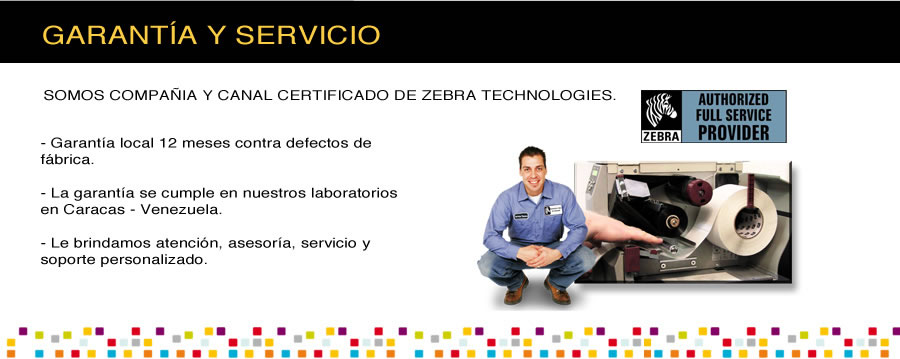 GARANTÍA Y SERVICIO
SOMOS COMPAÑIA Y CANAL CERTIFICADO DE ZEBRA TECHNOLOGIES.
AUTHORIZED
FULL SERVICE
PROVIDER
ZEBRA
- Garantía local 12 meses contra defectos de
fábrica.
- La garantía se cumple en nuestros laboratorios
en Caracas - Venezuela.
- Le brindamos atención, asesoría, servicio y
soporte personalizado.